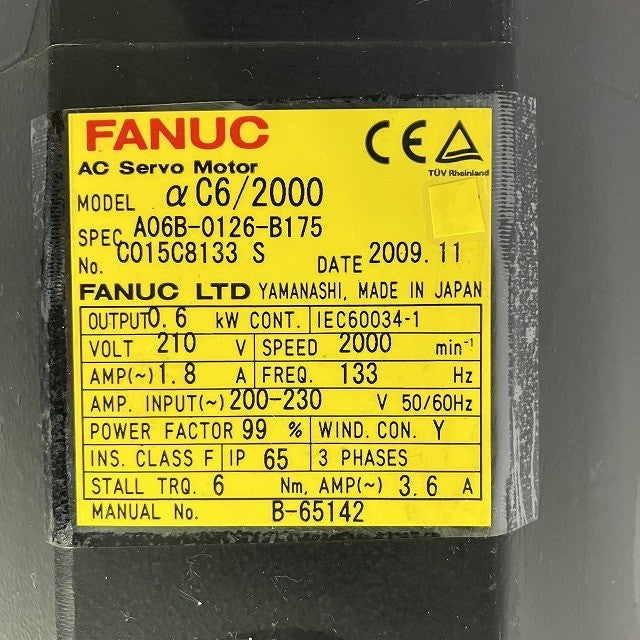 FANUC
CE TÜV Rheinland
AC Servo Motor
MODEL α C6/2000
SPEC. A06B-0126-B175
No. C015C8133 S DATE 2009.11
FANUC LTD YAMANASHI, MADE IN JAPAN
OUTPUT 0.6 kW CONT. IEC60034-1
VOLT 210 V SPEED 2000 min⁻¹
AMP(~) 1.8 A FREQ. 133 Hz
AMP. INPUT(~) 200-230 V 50/60Hz
POWER FACTOR 99 % WIND. CON. Y
INS. CLASS F IP 65 3 PHASES
STALL TRQ. 6 Nm, AMP(~) 3.6 A
MANUAL No. B-65142